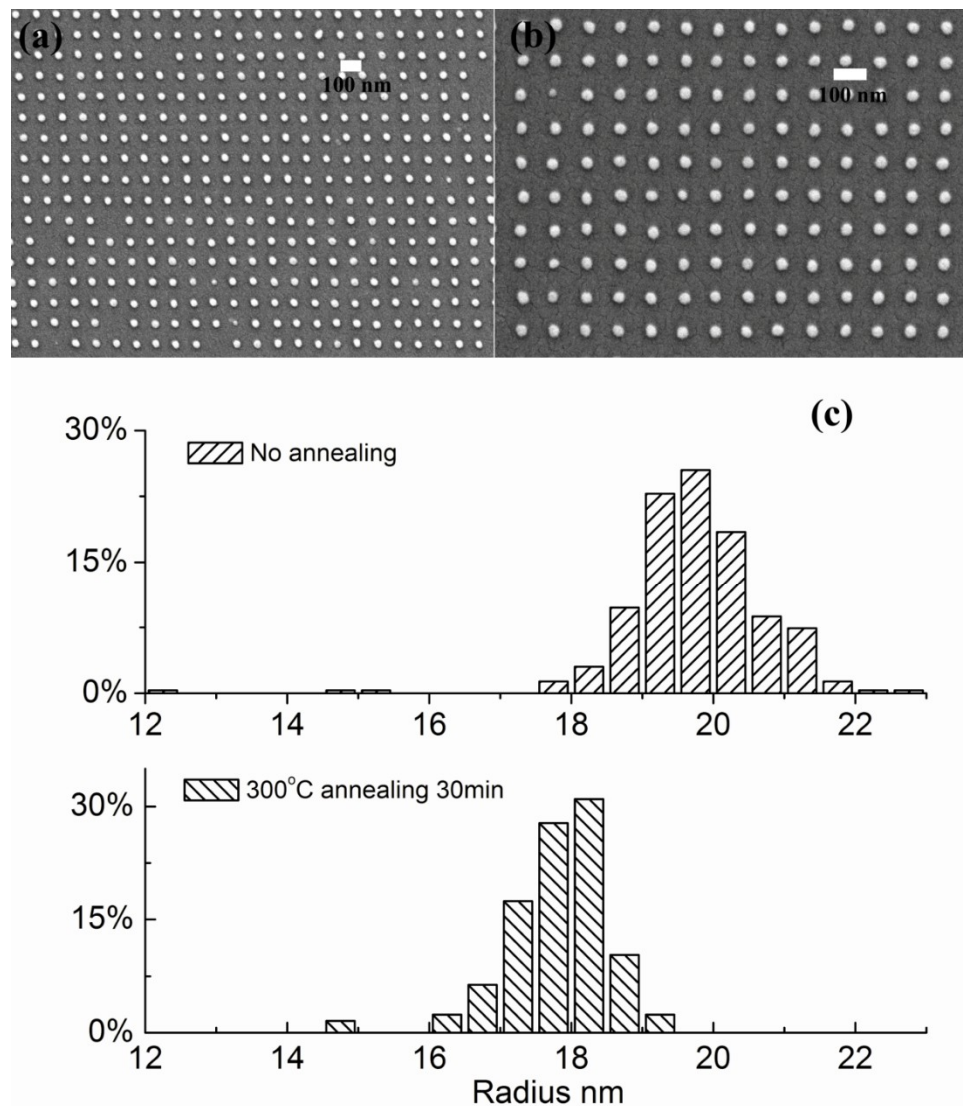 (a)
100 nm
(b)
100 nm
(c)
30%
No annealing
15%
0%
12 14 16 18 20 22
300°C annealing 30min
30%
15%
0%
12 14 16 18 20 22
Radius nm